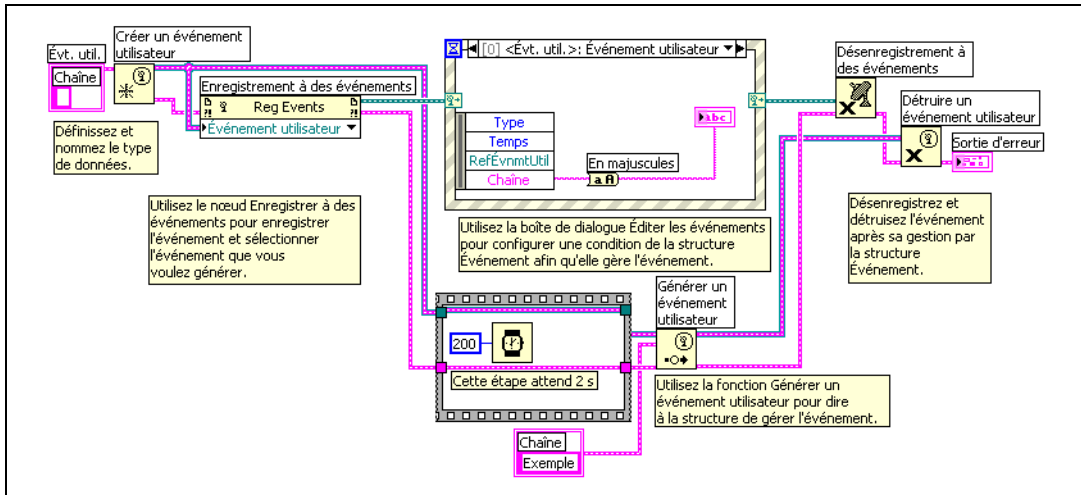 Évt. util.
Chaîne
Créer un événement
utilisateur
Définissez et
nommez le type
de données.
Enregistrement à des événements
Reg Events
Événement utilisateur
Utilisez le nœud Enregistrer à des
événements pour enregistrer
l'événement et sélectionner
l'événement que vous
voulez générer.
[0] <Évt. util.>: Événement utilisateur
Type
Temps
RefÉvnmtUtil
Chaîne
En majuscules
aA
abc
Utilisez la boîte de dialogue Éditer les événements
pour configurer une condition de la structure
Événement afin qu'elle gère l'événement.
Désenregistrement à
des événements
Détruire un
événement utilisateur
Sortie d'erreur
Désenregistrez et
détruisez l'événement
après sa gestion par
la structure
Événement.
200
Cette étape attend 2 s
Générer un
événement
utilisateur
Utilisez la fonction Générer un
événement utilisateur pour dire
à la structure de gérer l'événement.
Chaîne
Exemple